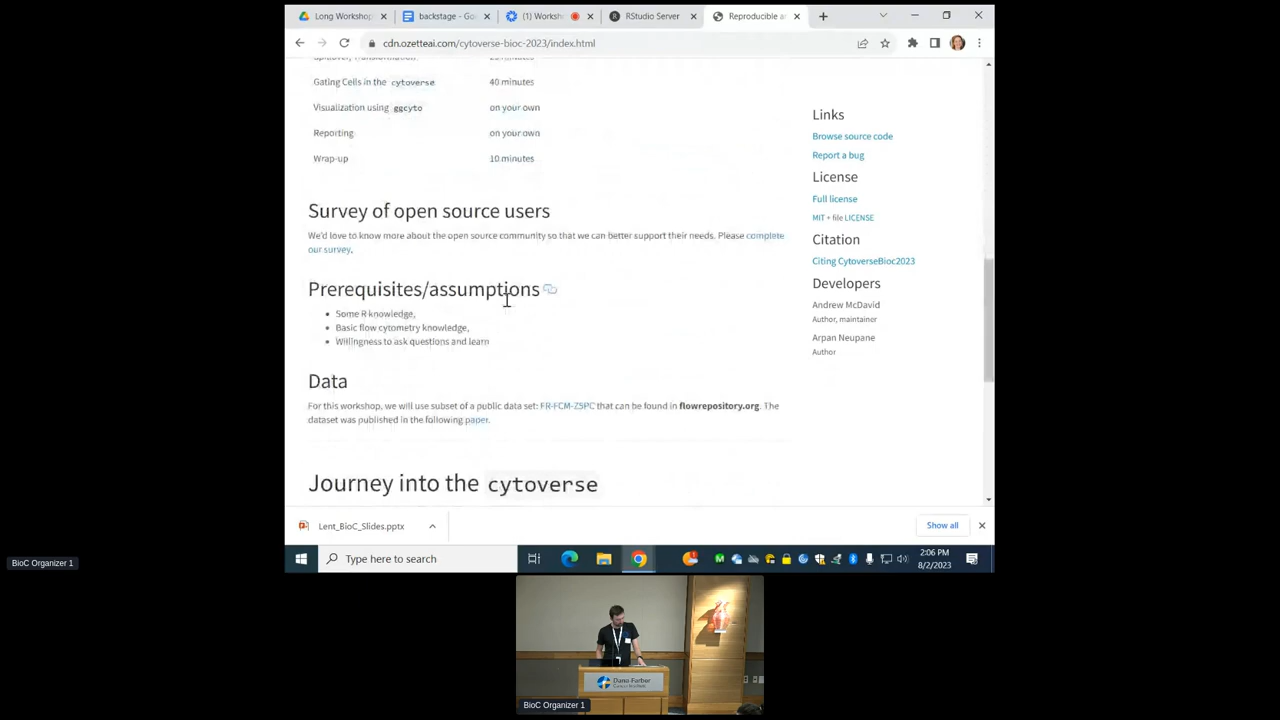 Long Workshop
backstage - Go
(1) Worksh
RStudio Server
Reproducible a
cdn.ozetteai.com/cytoverse-bioc-2023/index.html
Gating Cells in the cytoverse
40 minutes
Visualization using ggcyto
on your own
Reporting
on your own
Wrap-up
10 minutes
Survey of open source users
We'd love to know more about the open source community so that we can better support their needs. Please complete
our survey.
Prerequisites/assumptions
Some R knowledge,
Basic flow cytometry knowledge,
Willingness to ask questions and learn
Data
For this workshop, we will use subset of a public data set: FR-FCM-Z5PC that can be found in flowrepository.org. The
dataset was published in the following paper.
Journey into the cytoverse
Links
Browse source code
Report a bug
License
Full license
MIT + file LICENSE
Citation
Citing CytoverseBioc2023
Developers
Andrew McDavid
Author, maintainer
Arpan Neupane
Author
Lent_BioC_Slides.pptx
Show all
Type here to search
2:06 PM
8/2/2023
BioC Organizer 1
Dana Farber
BioC Organizer 1